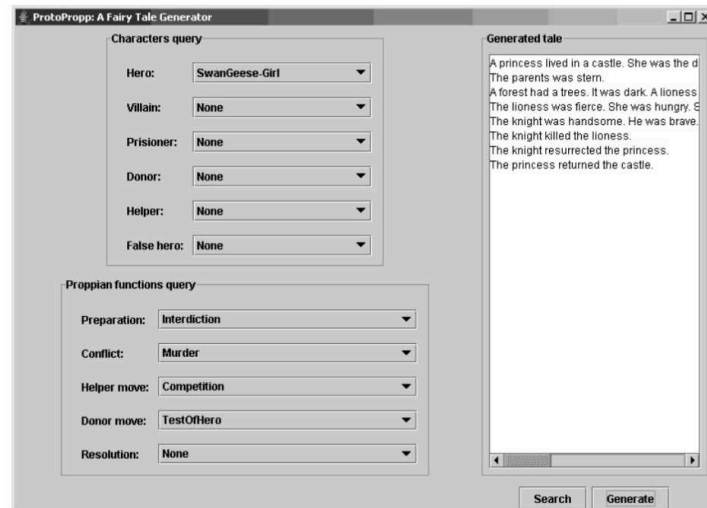 ProtoPropp: A Fairy Tale Generator
Characters query
Hero: SwanGeese-Girl
Villain: None
Prisioner: None
Donor: None
Helper: None
False hero: None
Proppian functions query
Preparation: Interdiction
Conflict: Murder
Helper move: Competition
Donor move: TestOfHero
Resolution: None
Generated tale
A princess lived in a castle. She was the d
The parents was stern.
A forest had a trees. It was dark. A lioness
The lioness was fierce. She was hungry. S
The knight was handsome. He was brave.
The knight killed the lioness.
The knight resurrected the princess.
The princess returned the castle.
Search Generate